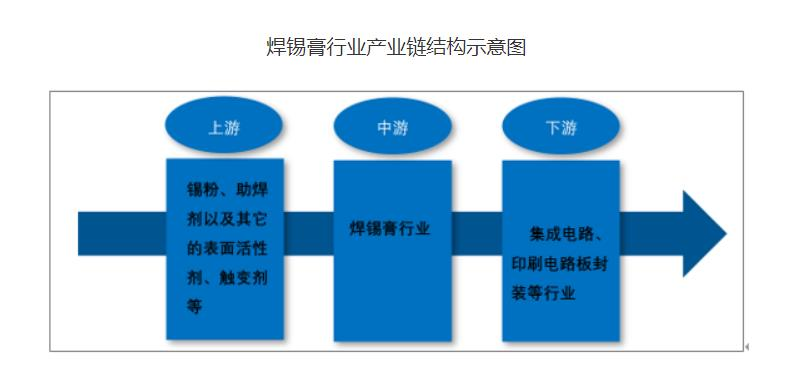 焊锡膏行业产业链结构示意图
上游
锡粉、助焊
剂以及其它
的表面活性
剂、触变剂
等
中游
焊锡膏行业
下游
集成电路、
印刷电路板封
装等行业